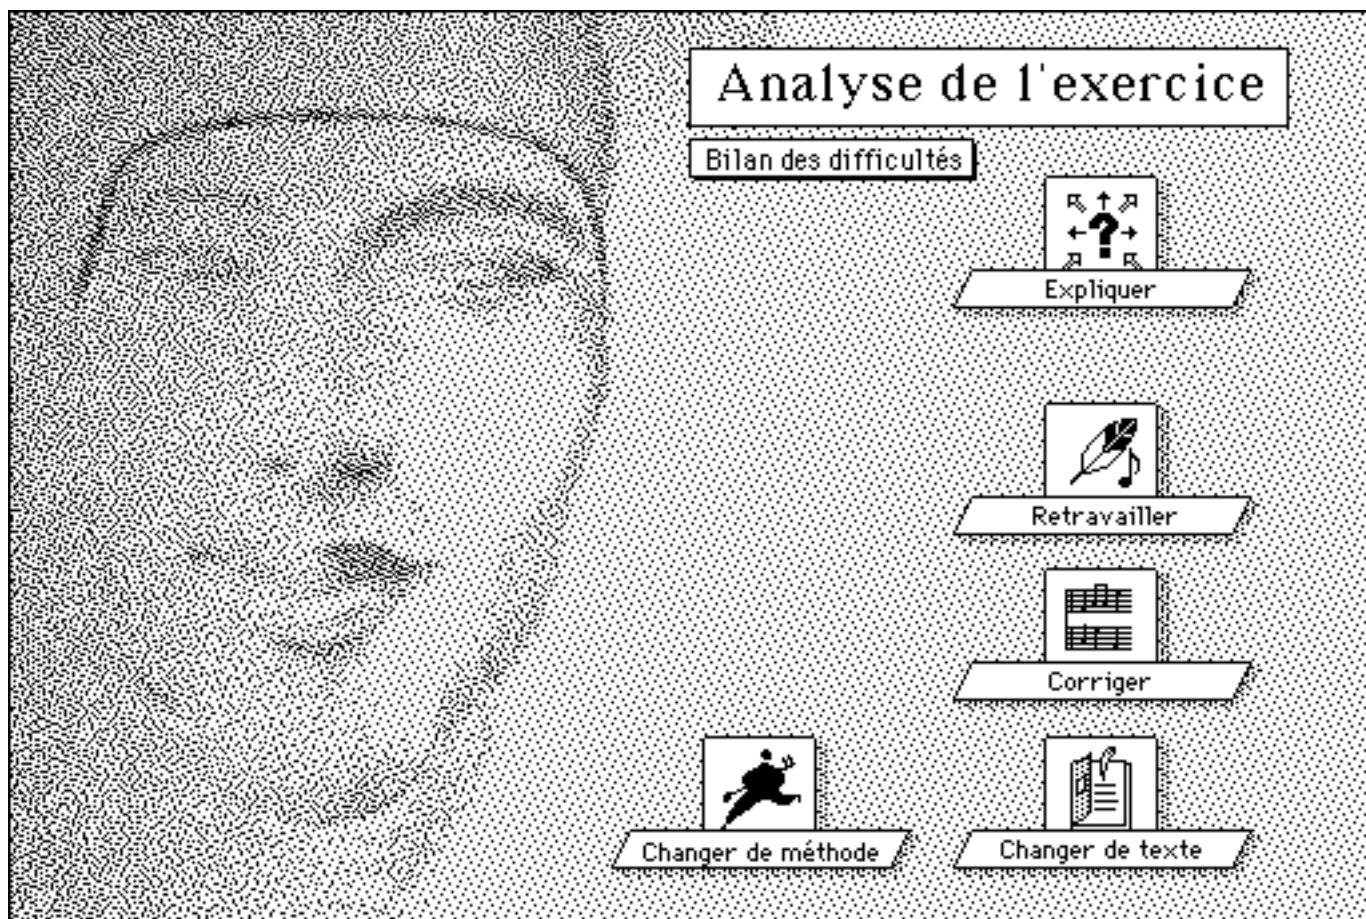 Analyse de l'exercice
Bilan des difficultés
Expliquer
Retravailler
Corriger
Changer de méthode
Changer de texte